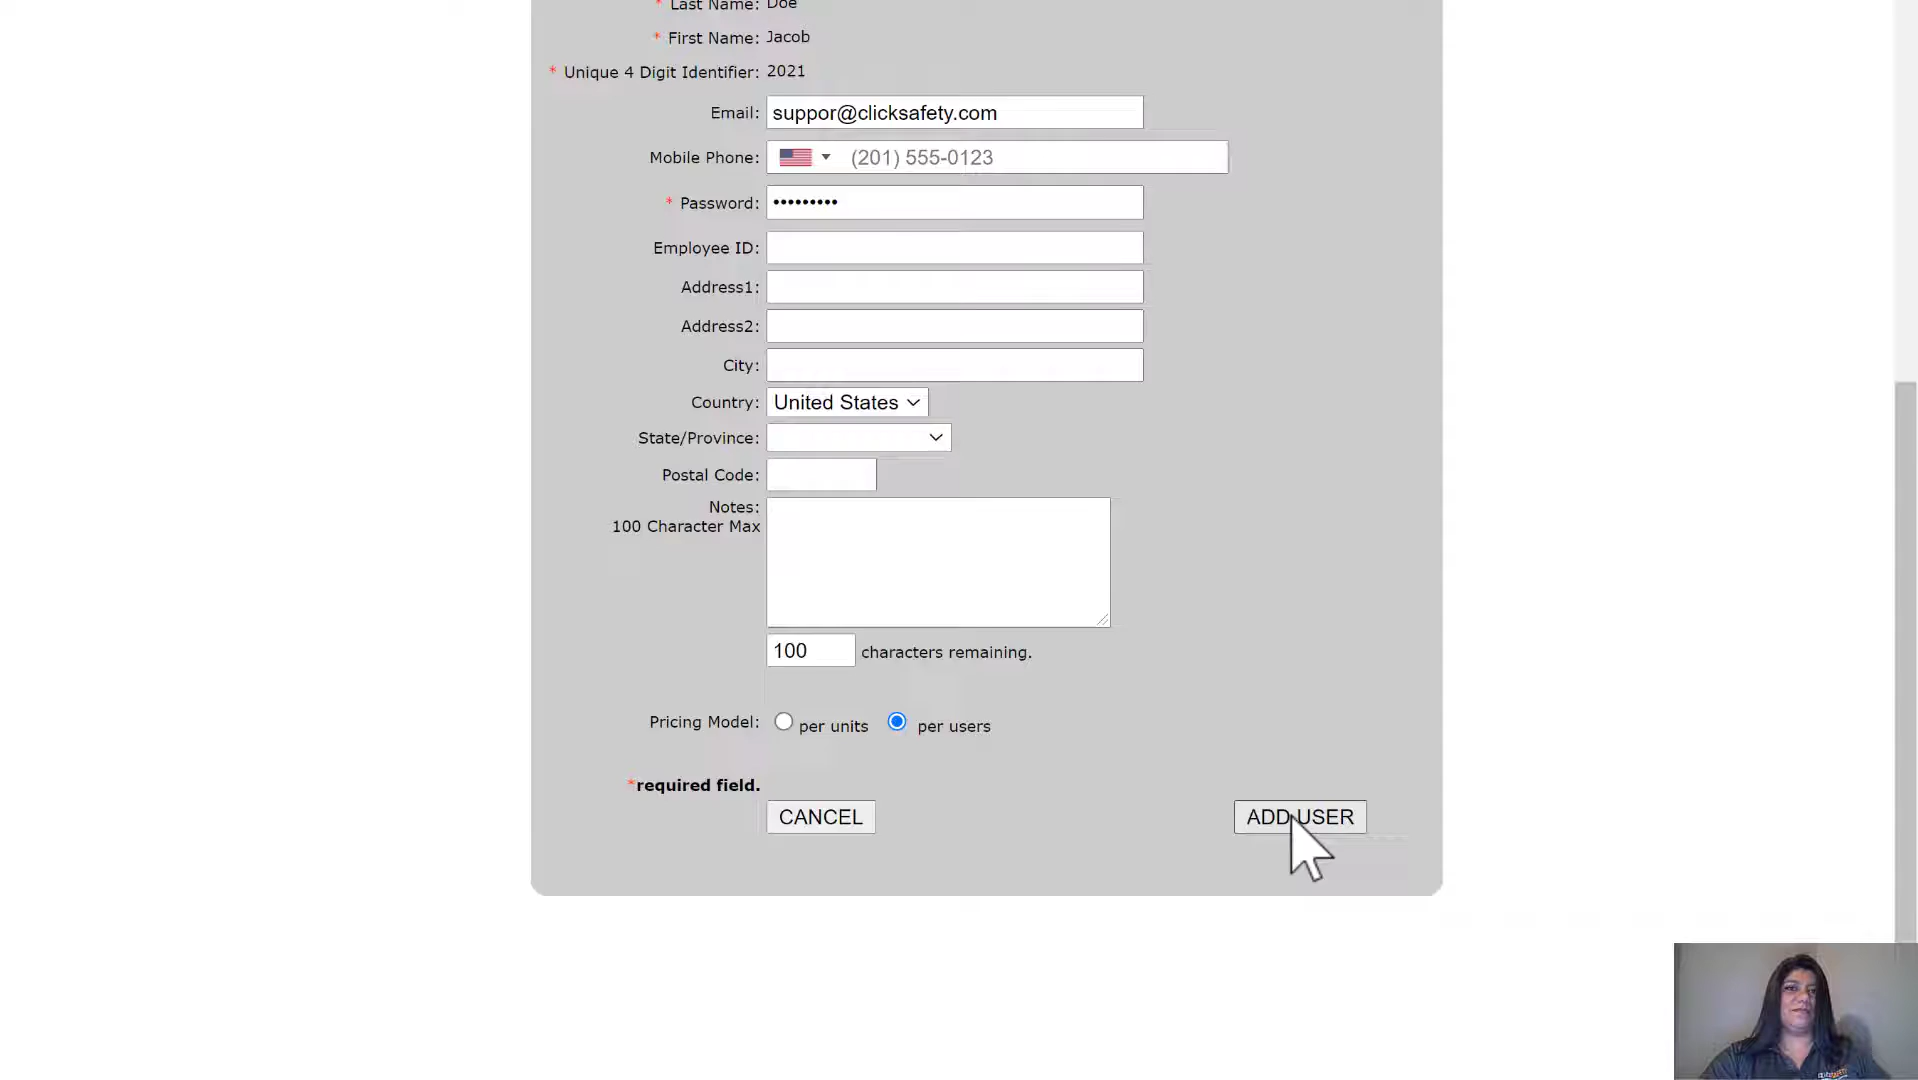 * Last Name: Doe
* First Name: Jacob
* Unique 4 Digit Identifier: 2021
Email: suppor@clicksafety.com
Mobile Phone: (201) 555-0123
* Password: •••••••••
Employee ID:
Address1:
Address2:
City:
Country: United States
State/Province:
Postal Code:
Notes:
100 Character Max
100 characters remaining.
Pricing Model: per units per users
*required field.
CANCEL ADD USER